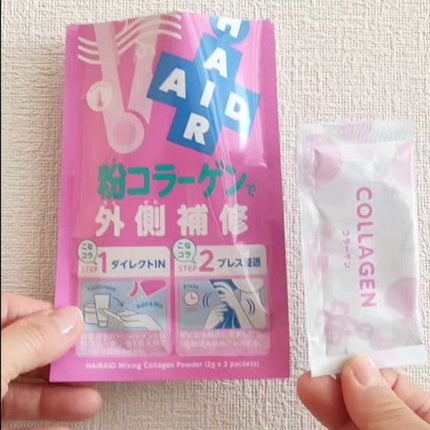 HAIR
AID
粉コラーゲンで
外側補修
こな
コラ
STEP 1 ダイレクトIN
こな
コラ
STEP 2 プレス浸透
HAIRAID Mixing Collagen Powder (2g x 3 packets)
COLLAGEN
コラーゲン